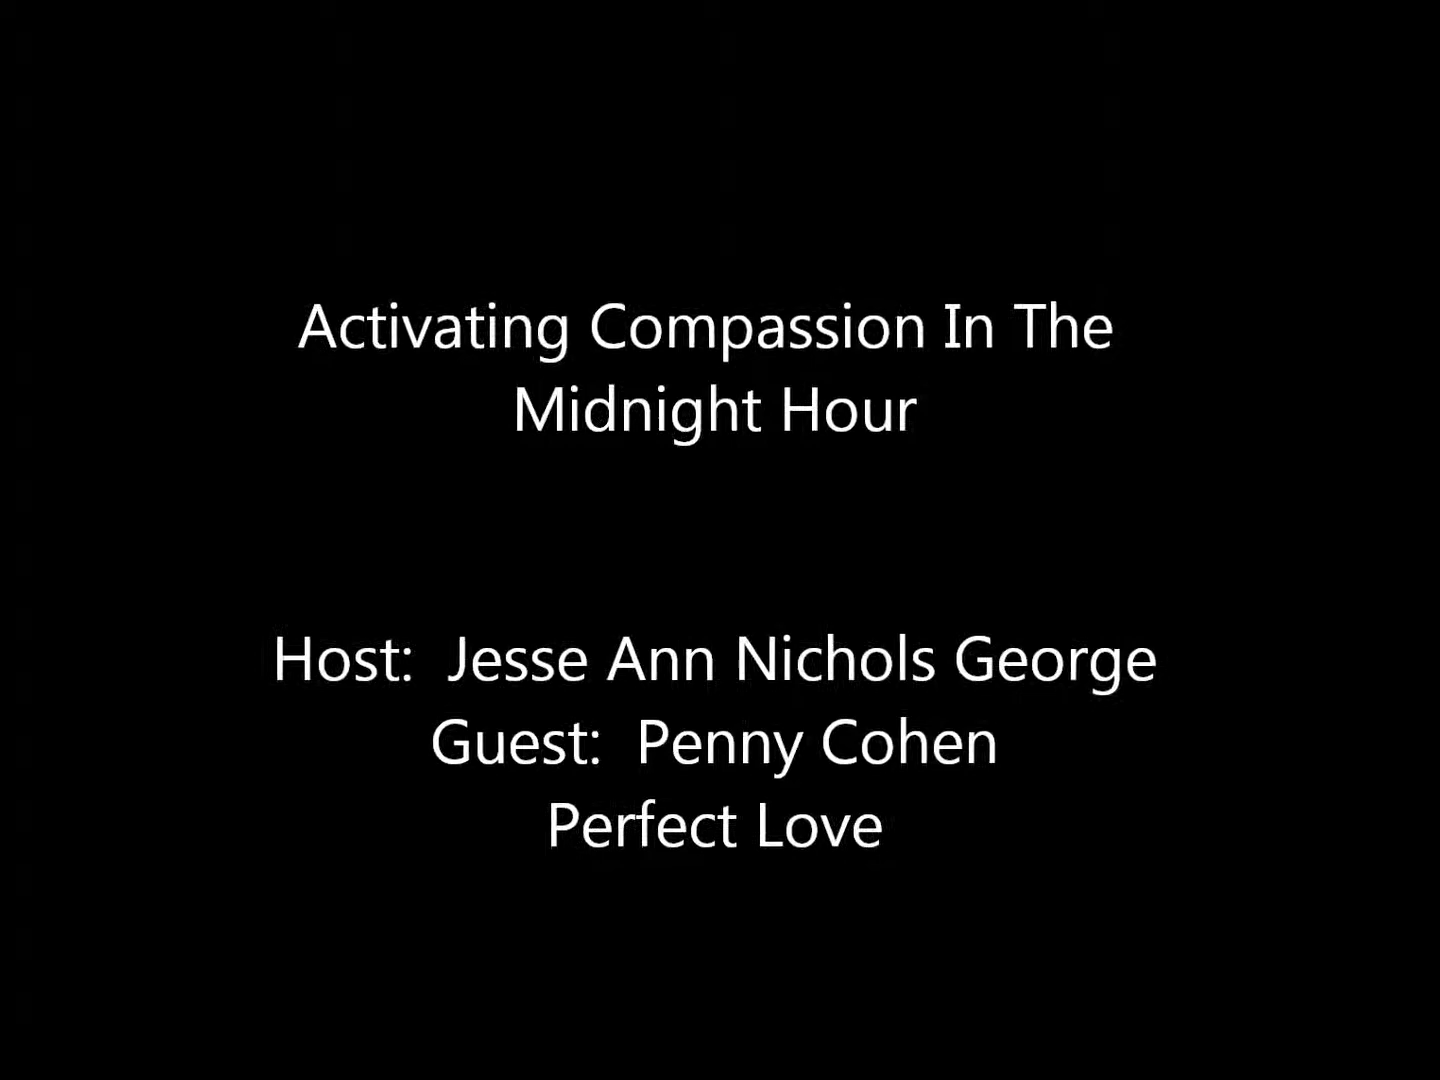 Activating Compassion In The
Midnight Hour
Host:  Jesse Ann Nichols George
Guest:  Penny Cohen
Perfect Love